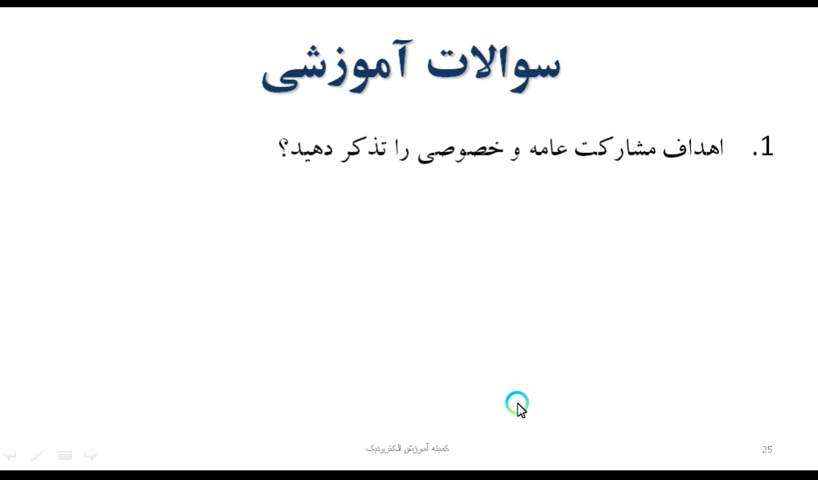 سوالات آموزشی
1. اهداف مشارکت عامه و خصوصی را تذکر دهید؟
کمیته آموزش الکترونیک
25